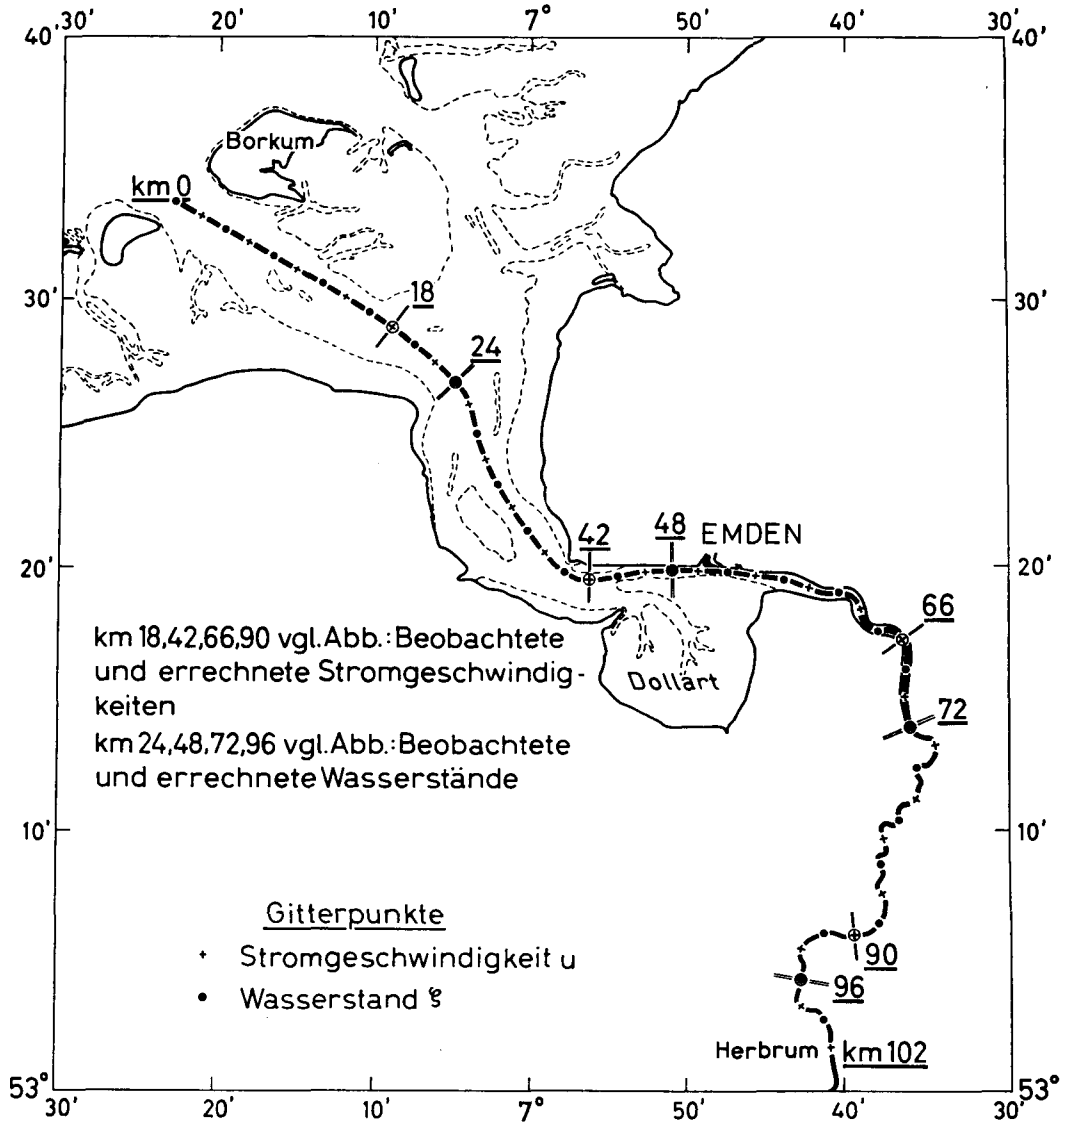 30' 20' 10' 7° 50' 40' 30'
40' 40'
Borkum
km 0
18
30' 30'
24
42
48
EMDEN
20' 20'
66
km 18,42,66,90 vgl. Abb.: Beobachtete
und errechnete Stromgeschwindig-
keiten
Dollart
72
km 24,48,72,96 vgl. Abb.: Beobachtete
und errechnete Wasserstände
10' 10'
Gitterpunkte
+ Stromgeschwindigkeit u
• Wasserstand ξ
90
96
Herbrum km 102
53° 53°
30' 20' 10' 7° 50' 40' 30'